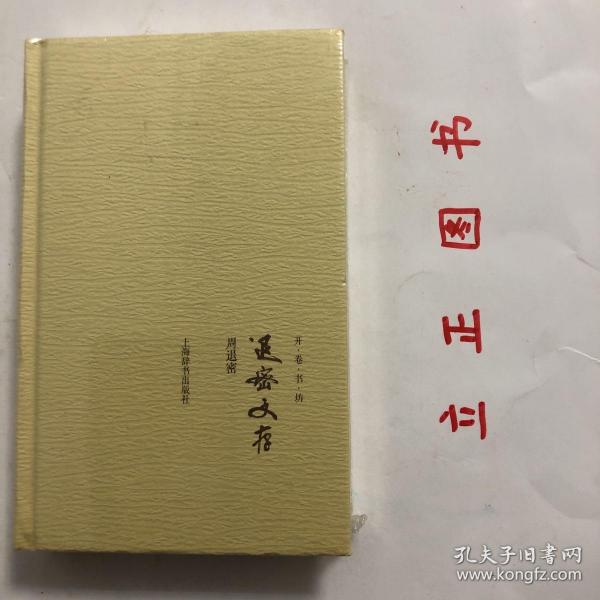 开·卷·书·坊
退密文存
周退密
上海辞书出版社
立正图书
孔夫子旧书网
www.kongfz.com